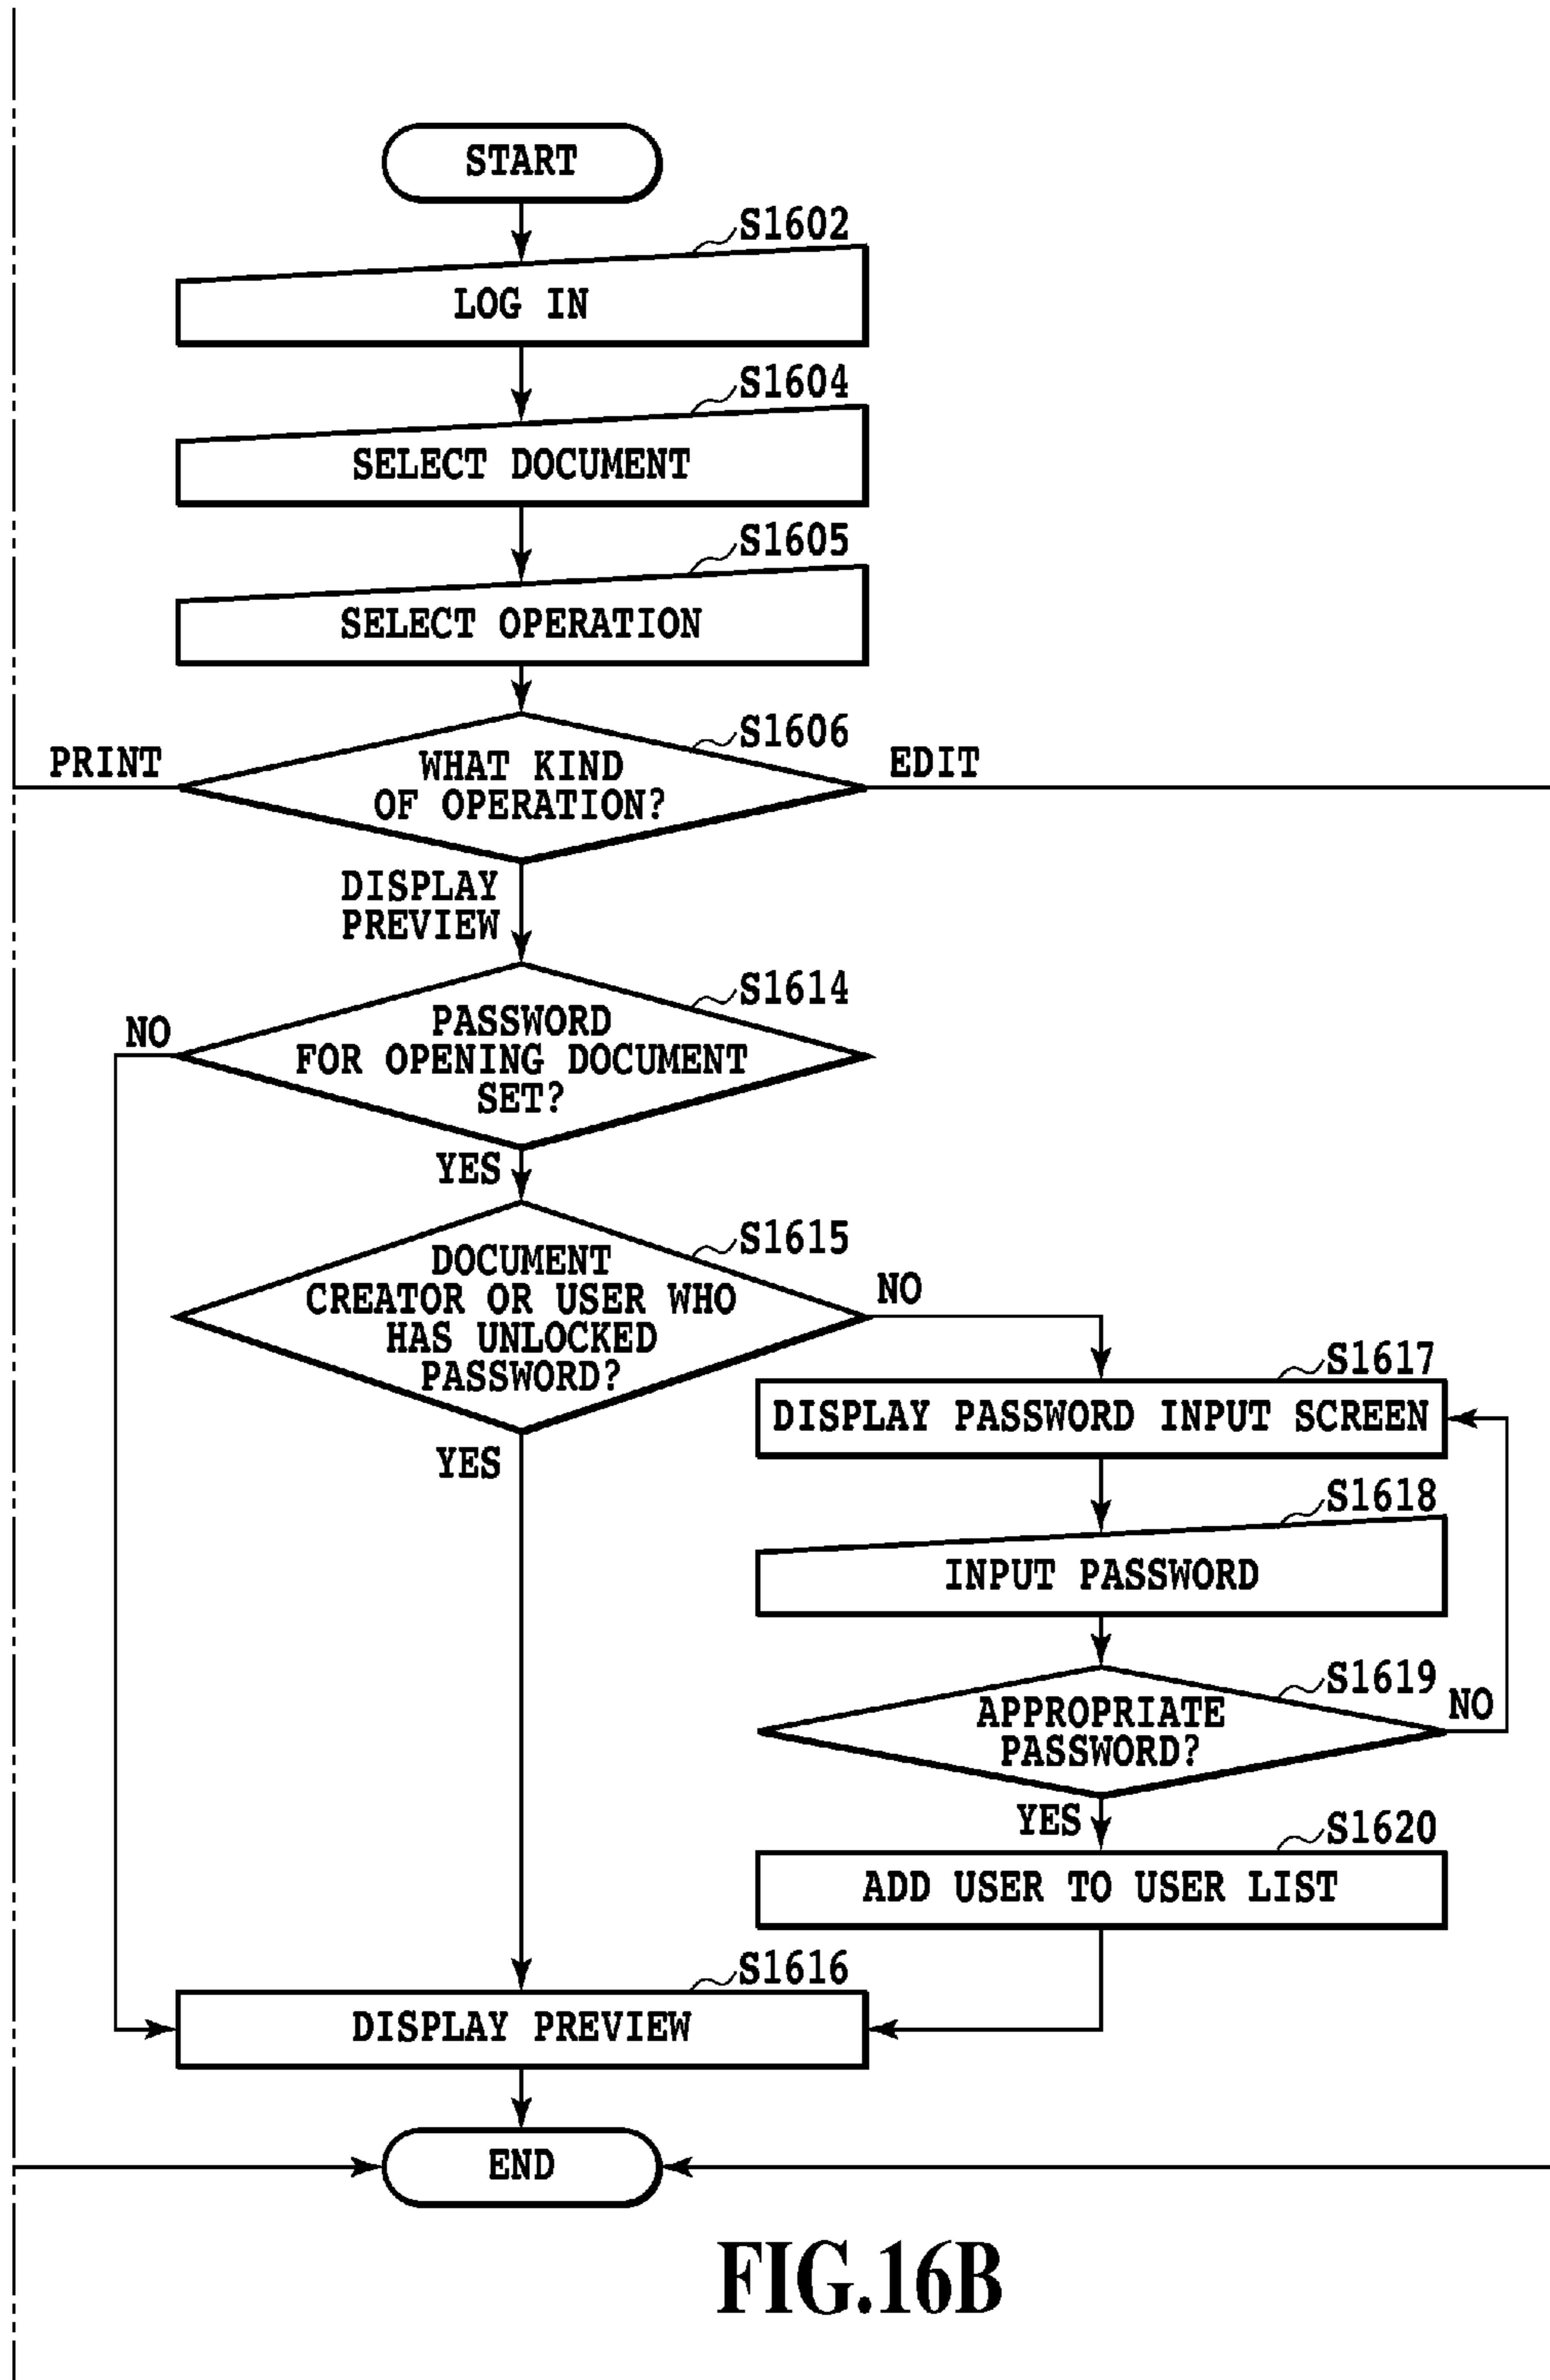 START
S1602
LOG IN
S1604
SELECT DOCUMENT
S1605
SELECT OPERATION
S1606
PRINT
WHAT KIND
OF OPERATION?
EDIT
DISPLAY
PREVIEW
S1614
NO
PASSWORD
FOR OPENING DOCUMENT
SET?
YES
S1615
DOCUMENT
CREATOR OR USER WHO
HAS UNLOCKED
PASSWORD?
NO
YES
S1617
DISPLAY PASSWORD INPUT SCREEN
S1618
INPUT PASSWORD
S1619
APPROPRIATE
PASSWORD?
NO
YES
S1620
ADD USER TO USER LIST
S1616
DISPLAY PREVIEW
END
FIG.16B